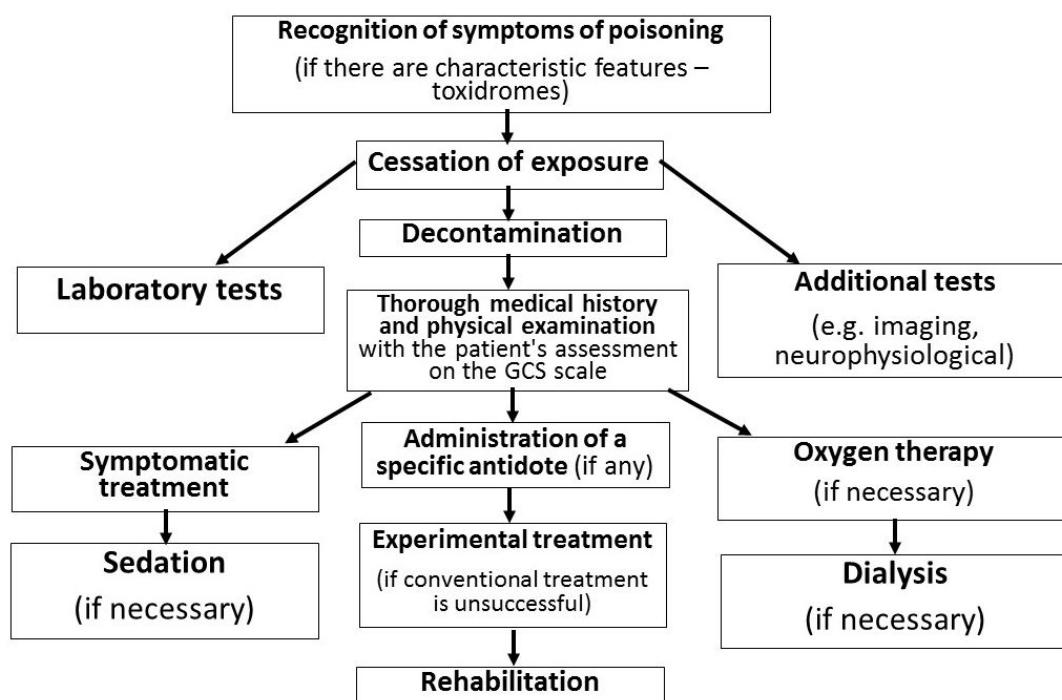 Recognition of symptoms of poisoning
(if there are characteristic features –
toxidromes)
Cessation of exposure
Decontamination
Laboratory tests
Additional tests
(e.g. imaging,
neurophysiological)
Thorough medical history
and physical examination
with the patient's assessment
on the GCS scale
Symptomatic
treatment
Administration of a
specific antidote (if any)
Oxygen therapy
(if necessary)
Sedation
(if necessary)
Experimental treatment
(if conventional treatment
is unsuccessful)
Dialysis
(if necessary)
Rehabilitation